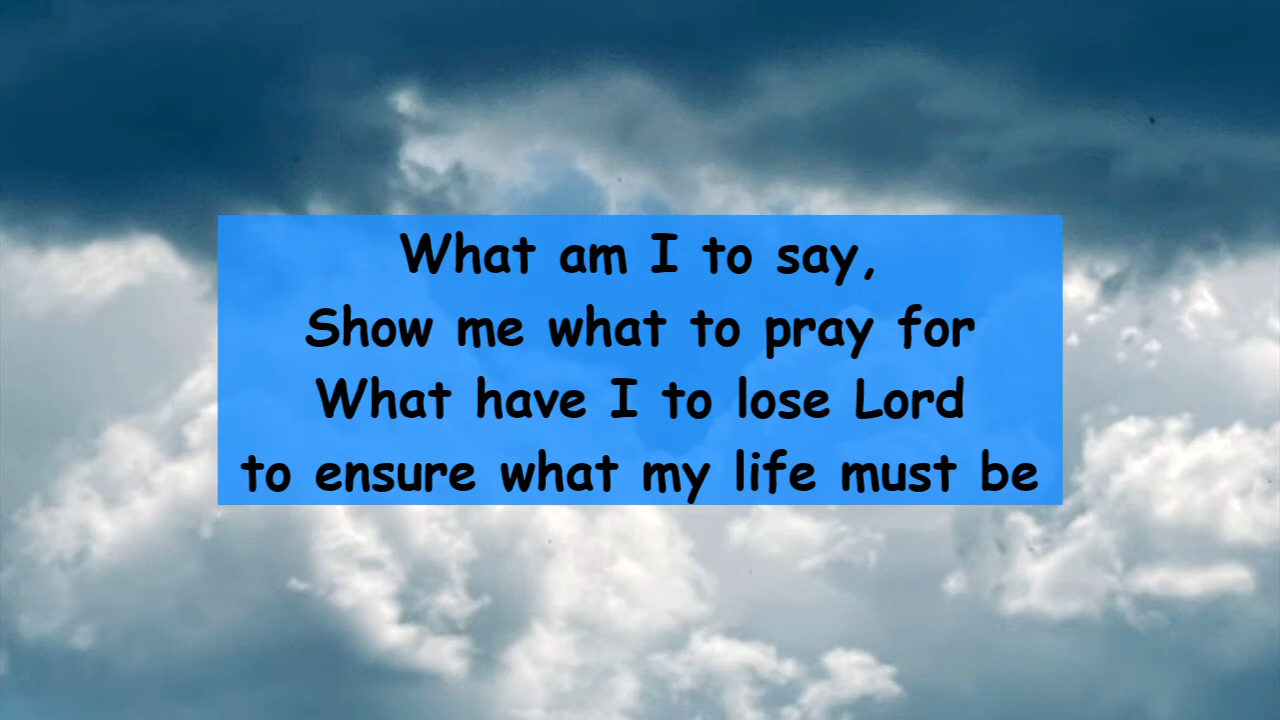 What am I to say,
Show me what to pray for
What have I to lose Lord
to ensure what my life must be